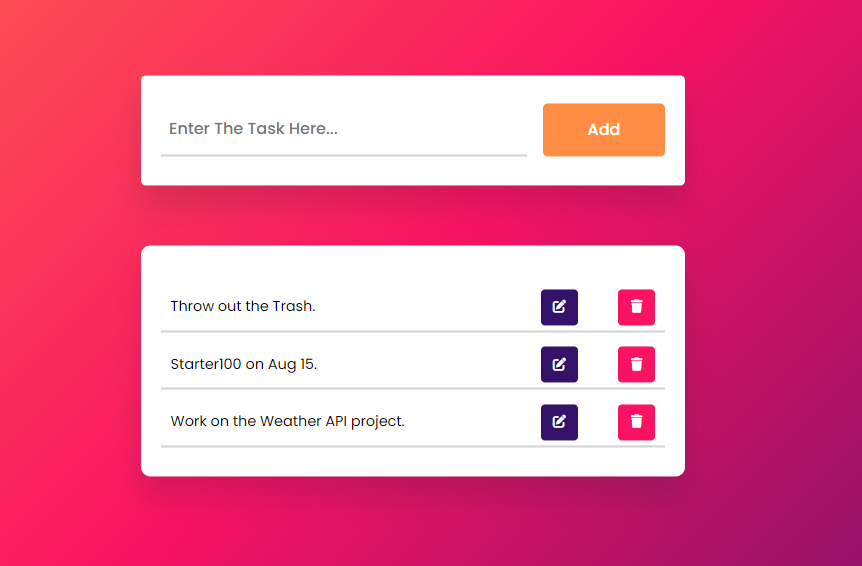 Enter The Task Here...
Add
Throw out the Trash.
Starter100 on Aug 15.
Work on the Weather API project.